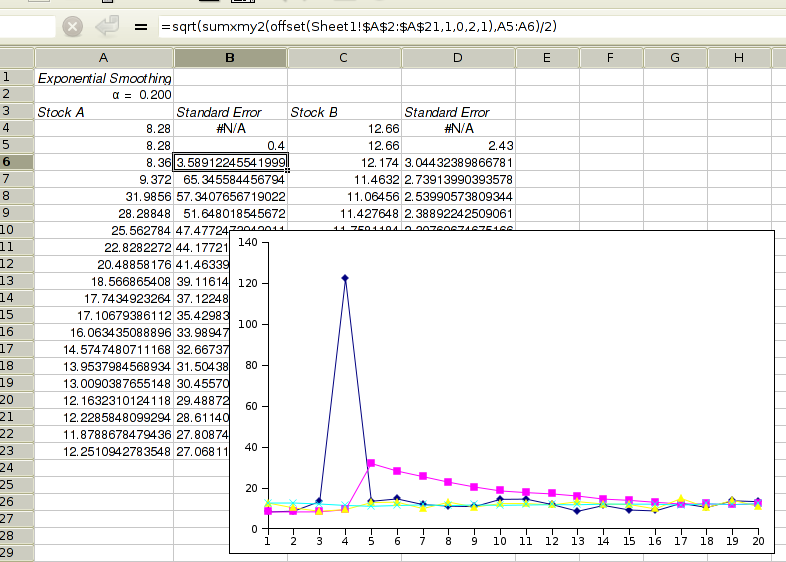 =sqrt(sumxmy2(offset(Sheet1!$A$2:$A$21,1,0,2,1),A5:A6)/2)
A B C D E F G H
1 Exponential Smoothing
2 α = 0.200
3 Stock A Standard Error Stock B Standard Error
4 8.28 #N/A 12.66 #N/A
5 8.28 0.4 12.66 2.43
6 8.36 3.58912245541999 12.174 3.04432389866781
7 9.372 65.345584456794 11.4632 2.73913990393578
8 31.9856 57.3407656719022 11.06456 2.53990573809344
9 28.28848 51.648018545672 11.427648 2.38892242509061
10 25.562784
11 22.8282272 44.17721
12 20.48858176 41.46339
13 18.566865408 39.11614
14 17.7434923264 37.12248
15 17.10679386112 35.42983
16 16.063435088896 33.98947
17 14.5747480711168 32.66737
18 13.9537984568934 31.50438
19 13.0090387655148 30.45570
20 12.1632310124118 29.48872
21 12.2285848099294 28.61140
22 11.8788678479436 27.80874
23 12.2510942783548 27.06811
24
25
26
27
28
29
140
120
100
80
60
40
20
0
1 2 3 4 5 6 7 8 9 10 11 12 13 14 15 16 17 18 19 20